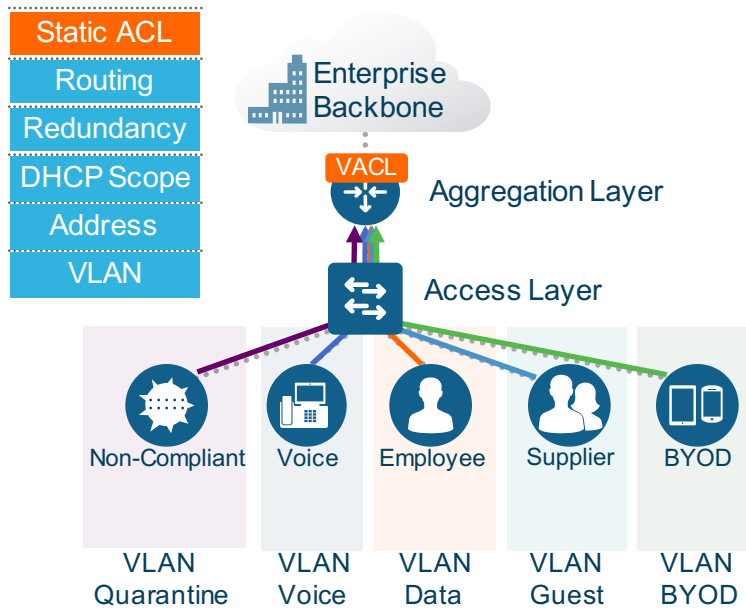 Static ACL
Routing
Redundancy
DHCP Scope
Address
VLAN
Enterprise
Backbone
VACL
Aggregation Layer
Access Layer
Non-Compliant
Voice
Employee
Supplier
BYOD
VLAN
Quarantine
VLAN
Voice
VLAN
Data
VLAN
Guest
VLAN
BYOD